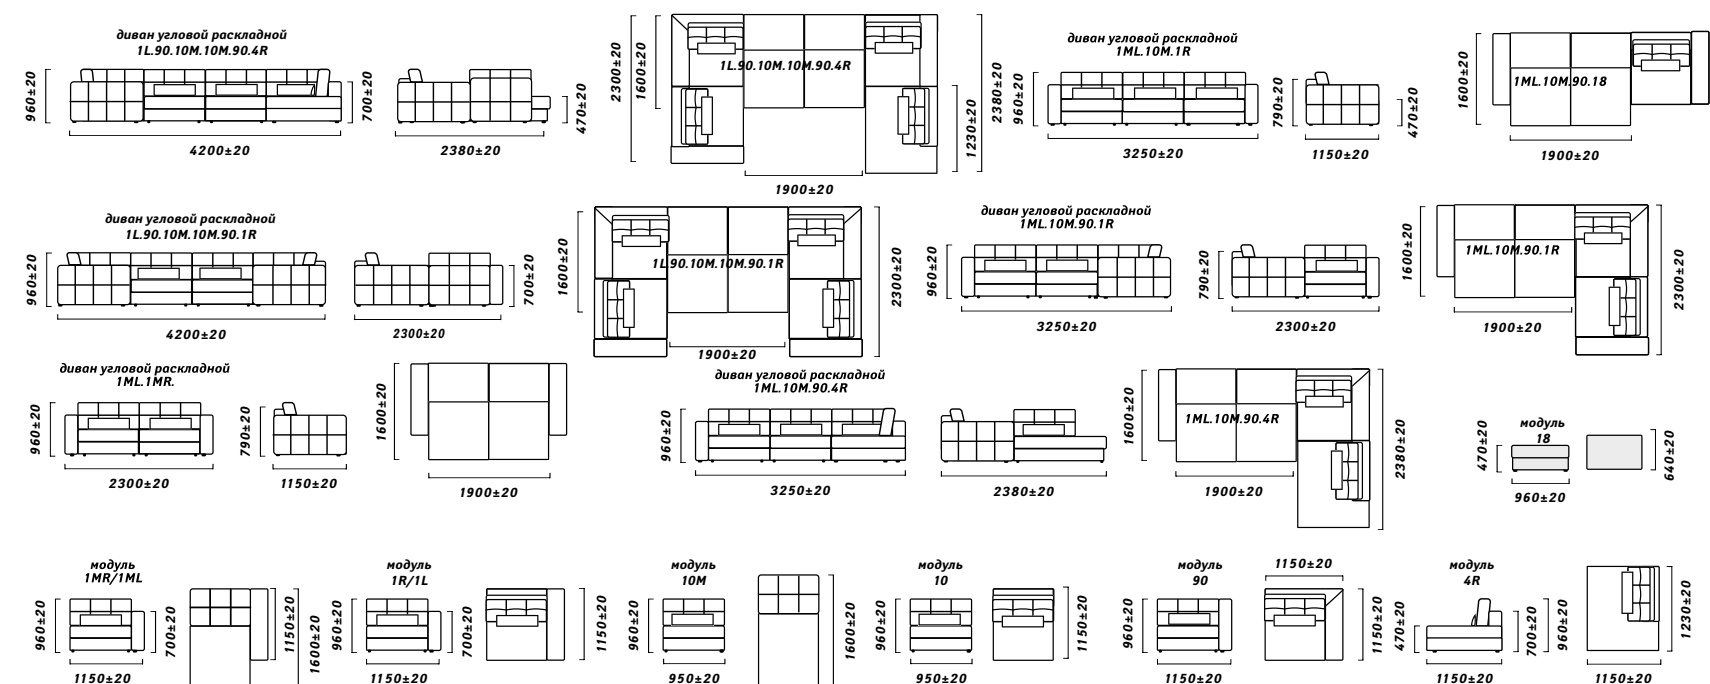 диван угловой раскладной
1L.90.10M.10M.90.4R
960±20
700±20
4200±20
470±20
2380±20
2300±20
1600±20
1L.90.10M.10M.90.4R
1900±20
1230±20
2380±20
диван угловой раскладной
1ML.10M.1R
960±20
3250±20
790±20
470±20
1150±20
1600±20
1ML.10M.90.18
1900±20
диван угловой раскладной
1L.90.10M.10M.90.1R
960±20
4200±20
700±20
2300±20
1600±20
1L.90.10M.10M.90.1R
1900±20
2300±20
диван угловой раскладной
1ML.10M.90.1R
960±20
3250±20
790±20
2300±20
1600±20
1ML.10M.90.1R
1900±20
2300±20
диван угловой раскладной
1ML.1MR.
960±20
2300±20
790±20
1150±20
1600±20
1900±20
диван угловой раскладной
1ML.10M.90.4R
960±20
3250±20
2380±20
1600±20
1ML.10M.90.4R
1900±20
2380±20
модуль
18
470±20
960±20
640±20
модуль
1MR/1ML
960±20
700±20
1150±20
1150±20
1600±20
модуль
1R/1L
960±20
700±20
1150±20
1150±20
модуль
10M
960±20
950±20
1600±20
модуль
10
960±20
950±20
1150±20
модуль
90
960±20
1150±20
1150±20
1150±20
модуль
4R
470±20
700±20
960±20
1150±20
1230±20
1150±20